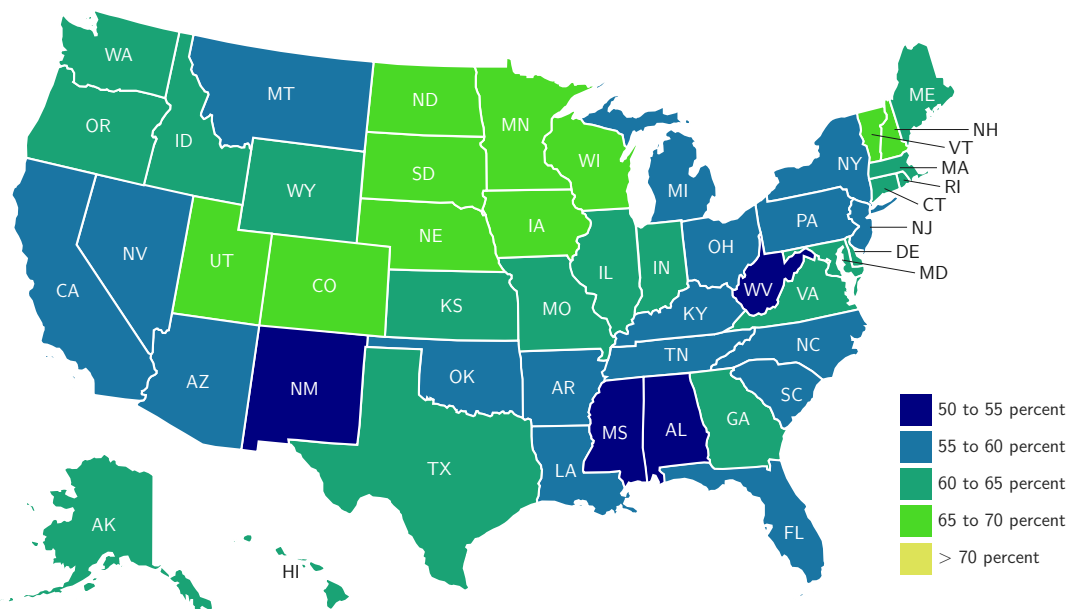 WA
ME
MT
ND
OR
MN
NH
ID
VT
NY
WI
MA
SD
RI
WY
MI
CT
PA
NJ
IA
NE
OH
NV
DE
UT
IN
IL
MD
CO
CA
WV
VA
KS
MO
KY
NC
TN
OK
AZ
AR
NM
SC
50 to 55 percent
GA
MS
AL
55 to 60 percent
TX
LA
60 to 65 percent
65 to 70 percent
AK
FL
> 70 percent
HI